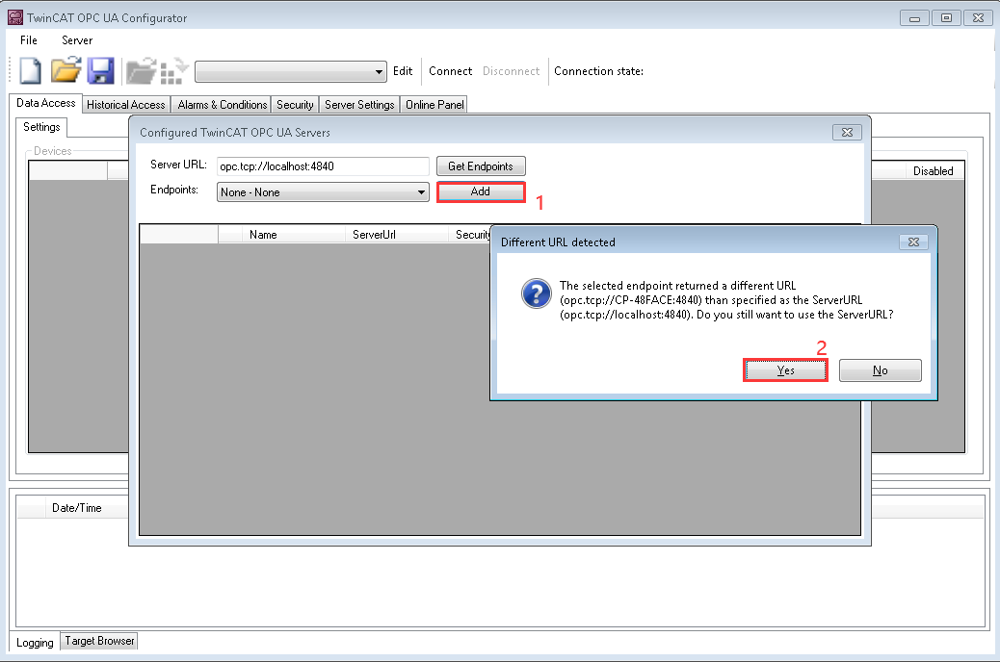 TwinCAT OPC UA Configurator
File Server
Edit Connect Disconnect Connection state:
Data Access Historical Access Alarms & Conditions Security Server Settings Online Panel
Settings
Devices
Disabled
Configured TwinCAT OPC UA Servers
Server URL: opc.tcp://localhost:4840 Get Endpoints
Endpoints: None - None Add
1
Name ServerUrl Security
Different URL detected
The selected endpoint returned a different URL
(opc.tcp://CP-48FACE:4840) than specified as the ServerURL
(opc.tcp://localhost:4840). Do you still want to use the ServerURL?
2
Yes No
Date/Time
Logging Target Browser